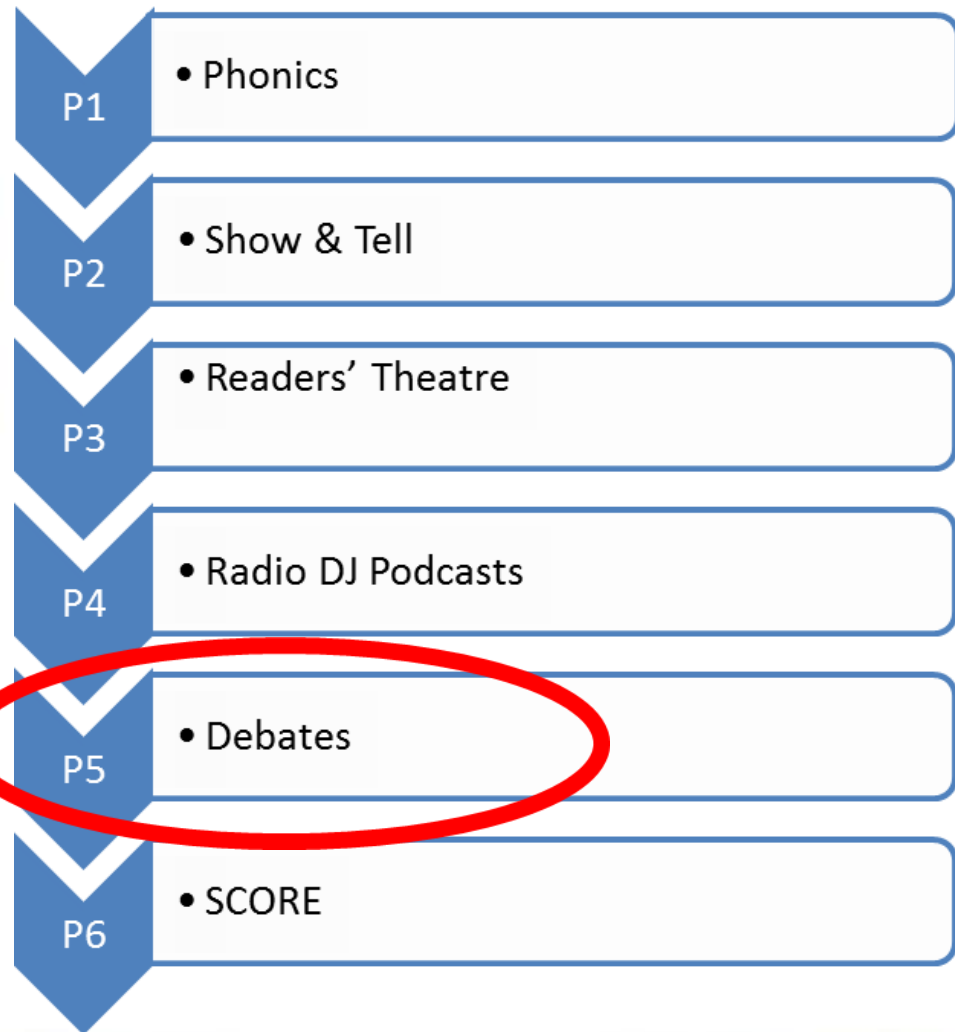 P1
• Phonics
P2
• Show & Tell
P3
• Readers’ Theatre
P4
• Radio DJ Podcasts
P5
• Debates
P6
• SCORE